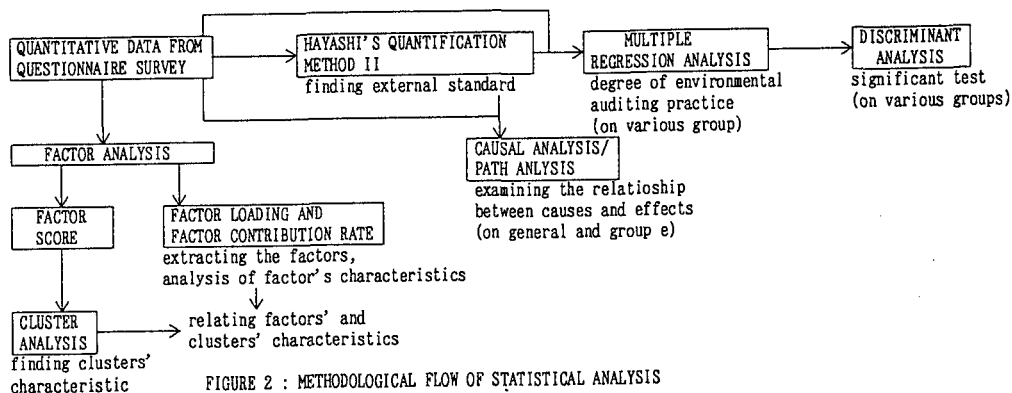 QUANTITATIVE DATA FROM
QUESTIONNAIRE SURVEY
HAYASHI'S QUANTIFICATION
METHOD II
finding external standard
MULTIPLE
REGRESSION ANALYSIS
degree of environmental
auditing practice
(on various group)
DISCRIMINANT
ANALYSIS
significant test
(on various groups)
FACTOR ANALYSIS
CAUSAL ANALYSIS/
PATH ANLYSIS
examining the relatioship
between causes and effects
(on general and group e)
FACTOR
SCORE
FACTOR LOADING AND
FACTOR CONTRIBUTION RATE
extracting the factors,
analysis of factor's characteristics
CLUSTER
ANALYSIS
finding clusters'
characteristic
relating factors' and
clusters' characteristics
FIGURE 2 : METHODOLOGICAL FLOW OF STATISTICAL ANALYSIS